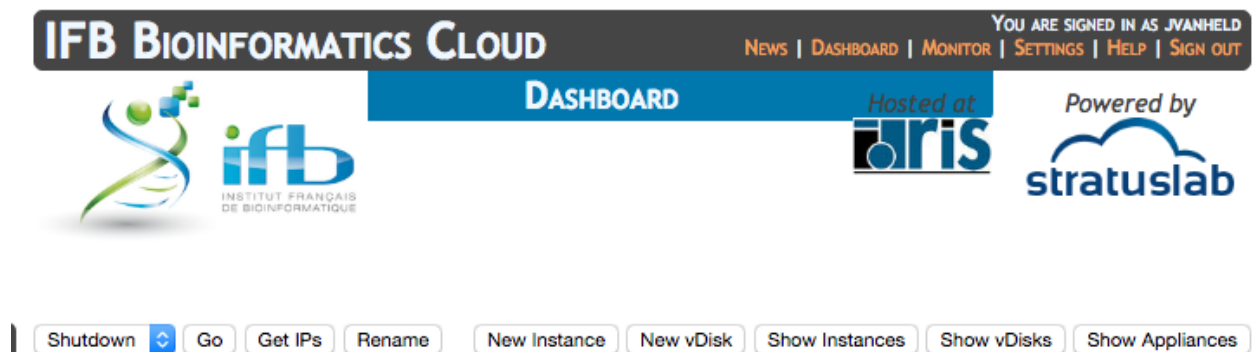 IFB BIOINFORMATICS CLOUD
YOU ARE SIGNED IN AS JVANHELD
NEWS | DASHBOARD | MONITOR | SETTINGS | HELP | SIGN OUT
DASHBOARD
Hosted at
idris
Powered by
stratuslab
ifb
INSTITUT FRANÇAIS
DE BIOINFORMATIQUE
Shutdown Go Get IPs Rename New Instance New vDisk Show Instances Show vDisks Show Appliances